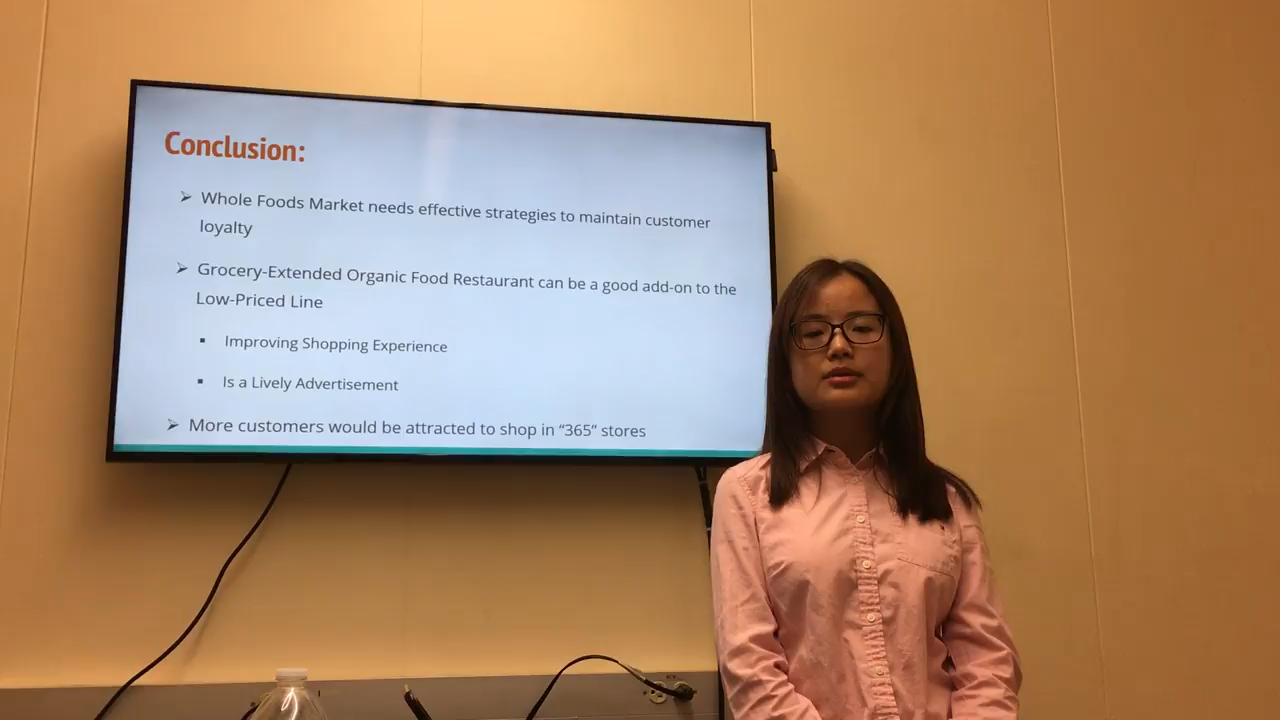 Conclusion:
➢ Whole Foods Market needs effective strategies to maintain customer
loyalty
➢ Grocery-Extended Organic Food Restaurant can be a good add-on to the
Low-Priced Line
▪ Improving Shopping Experience
▪ Is a Lively Advertisement
➢ More customers would be attracted to shop in “365” stores